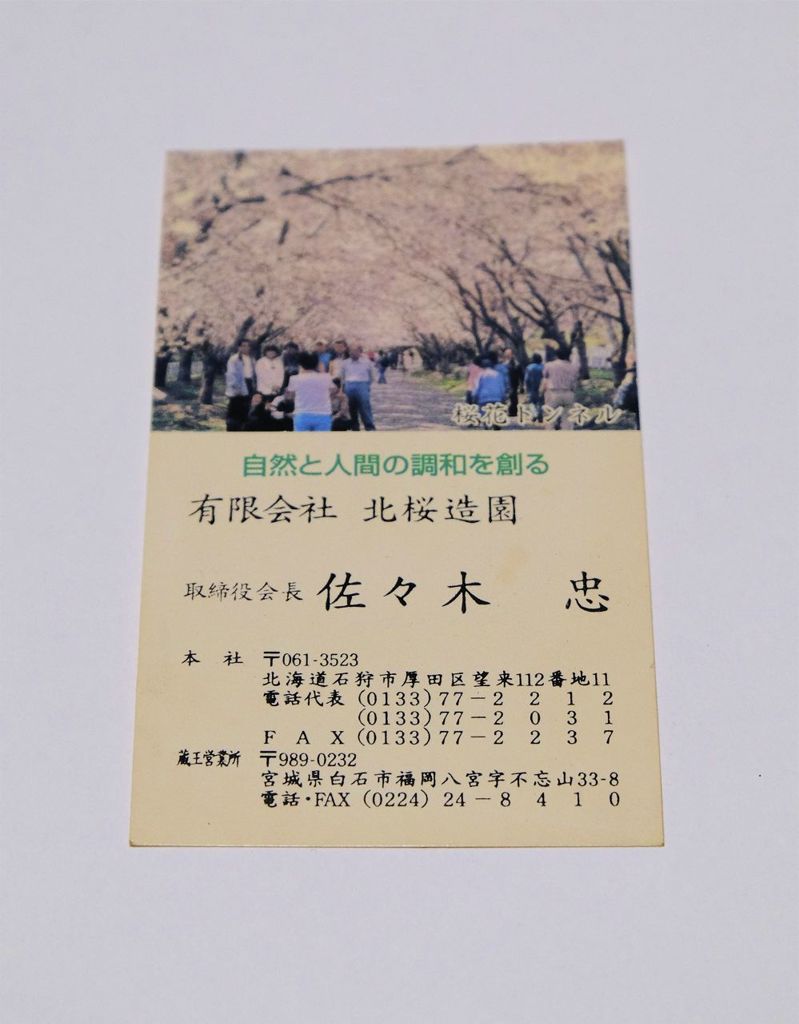 桜花トンネル
自然と人間の調和を創る
有限会社 北桜造園
取締役会長 佐々木 忠
本 社 〒061-3523
北海道石狩市厚田区望来112番地11
電話代表 (0133)77-2212
(0133)77-2031
FAX (0133)77-2237
蔵王営業所 〒989-0232
宮城県白石市福岡八宮字不忘山33-8
電話・FAX (0224) 24-8410